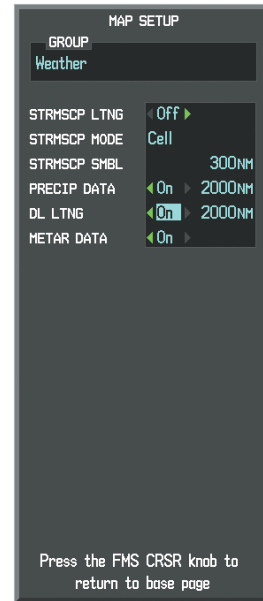 MAP SETUP
GROUP
Weather
STRMSCP LTNG Off
STRMSCP MODE Cell
STRMSCP SMBL 300NM
PRECIP DATA On 2000NM
DL LTNG On 2000NM
METAR DATA On
Press the FMS CRSR knob to
return to base page